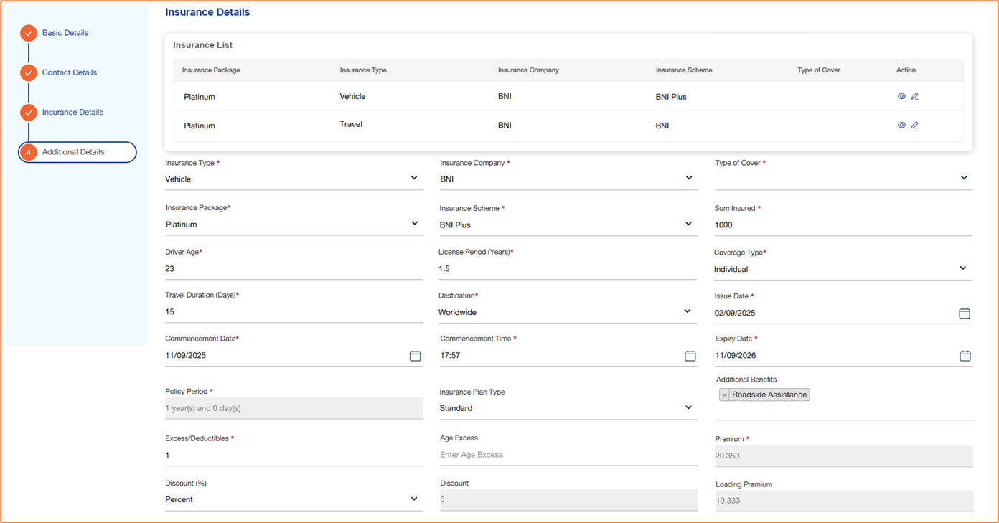 Insurance Details
Basic Details
Contact Details
Insurance Details
4 Additional Details
Insurance List
Insurance Package Insurance Type Insurance Company Insurance Scheme Type of Cover Action
Platinum Vehicle BNI BNI Plus
Platinum Travel BNI BNI
Insurance Type * Insurance Company * Type of Cover *
Vehicle BNI
Insurance Package* Insurance Scheme * Sum Insured *
Platinum BNI Plus 1000
Driver Age* License Period (Years)* Coverage Type*
23 1.5 Individual
Travel Duration (Days)* Destination* Issue Date *
15 Worldwide 02/09/2025
Commencement Date* Commencement Time * Expiry Date *
11/09/2025 17:57 11/09/2026
Policy Period * Insurance Plan Type Additional Benefits
1 year(s) and 0 day(s) Standard × Roadside Assistance
Excess/Deductibles * Age Excess Premium *
1 Enter Age Excess 20.350
Discount (%) Discount Loading Premium
Percent 5 19.333